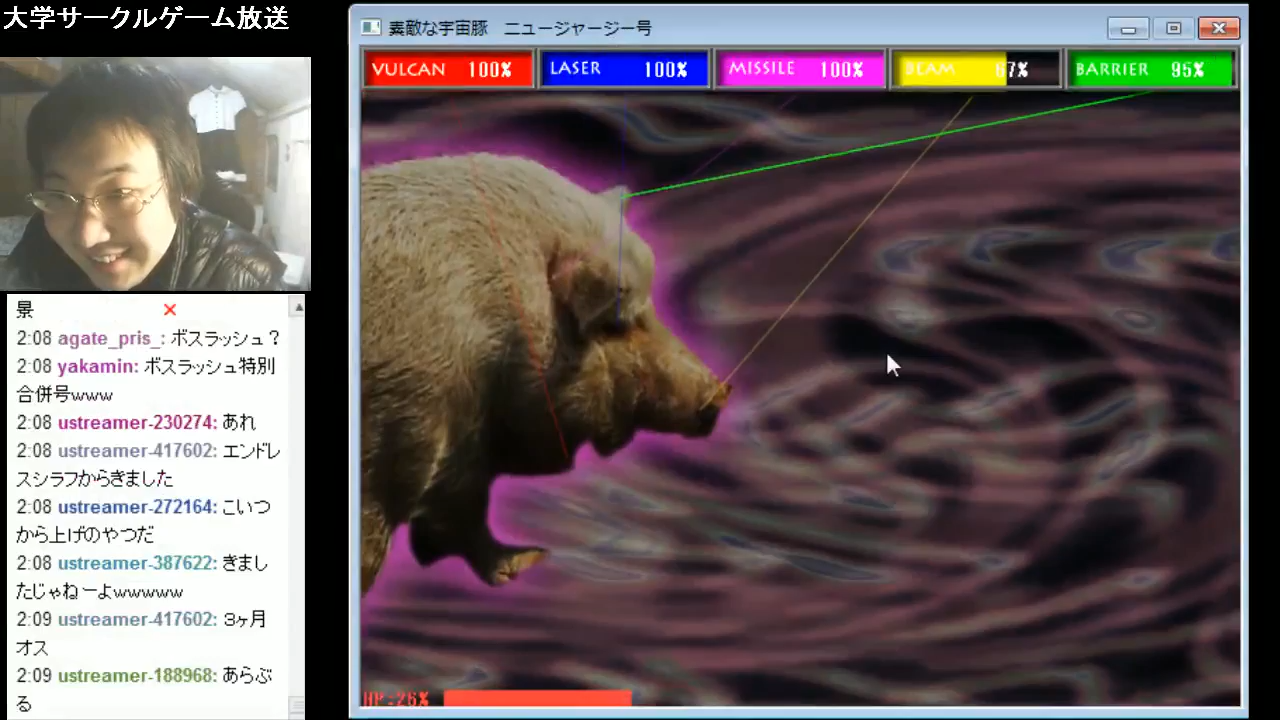 大学サークルゲーム放送
素敵な宇宙豚　ニュージャージー号
VULCAN 100%
LASER 100%
MISSILE 100%
BEAM 67%
BARRIER 95%
景
2:08 agate_pris_: ボスラッシュ？
2:08 yakamin: ボスラッシュ特別
合併号www
2:08 ustreamer-230274: あれ
2:08 ustreamer-417602: エンドレ
スシラフからきました
2:08 ustreamer-272164: こいつ
から上げのやつだ
2:08 ustreamer-387622: きまし
たじゃねーよwwwww
2:09 ustreamer-417602: 3ヶ月
オス
2:09 ustreamer-188968: あらぶ
る
HP:26%